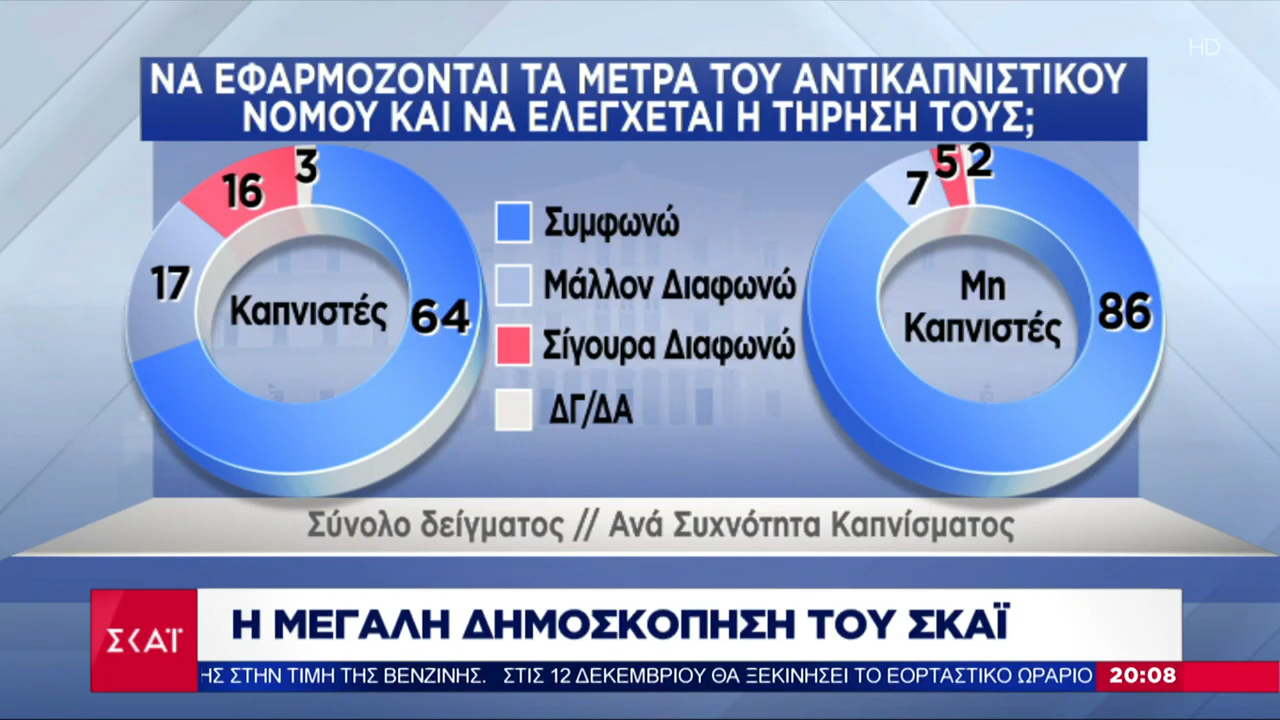 HD
ΝΑ ΕΦΑΡΜΟΖΟΝΤΑΙ ΤΑ ΜΕΤΡΑ ΤΟΥ ΑΝΤΙΚΑΠΝΙΣΤΙΚΟΥ
ΝΟΜΟΥ ΚΑΙ ΝΑ ΕΛΕΓΧΕΤΑΙ Η ΤΗΡΗΣΗ ΤΟΥΣ;
3
16
17
64
Καπνιστές
Συμφωνώ
Μάλλον Διαφωνώ
Σίγουρα Διαφωνώ
ΔΓ/ΔΑ
5
2
7
86
Μη
Καπνιστές
Σύνολο δείγματος // Ανά Συχνότητα Καπνίσματος
ΣΚΑΪ
Η ΜΕΓΑΛΗ ΔΗΜΟΣΚΟΠΗΣΗ ΤΟΥ ΣΚΑΪ
ΗΣ ΣΤΗΝ ΤΙΜΗ ΤΗΣ ΒΕΝΖΙΝΗΣ. ΣΤΙΣ 12 ΔΕΚΕΜΒΡΙΟΥ ΘΑ ΞΕΚΙΝΗΣΕΙ ΤΟ ΕΟΡΤΑΣΤΙΚΟ ΩΡΑΡΙΟ
20:08